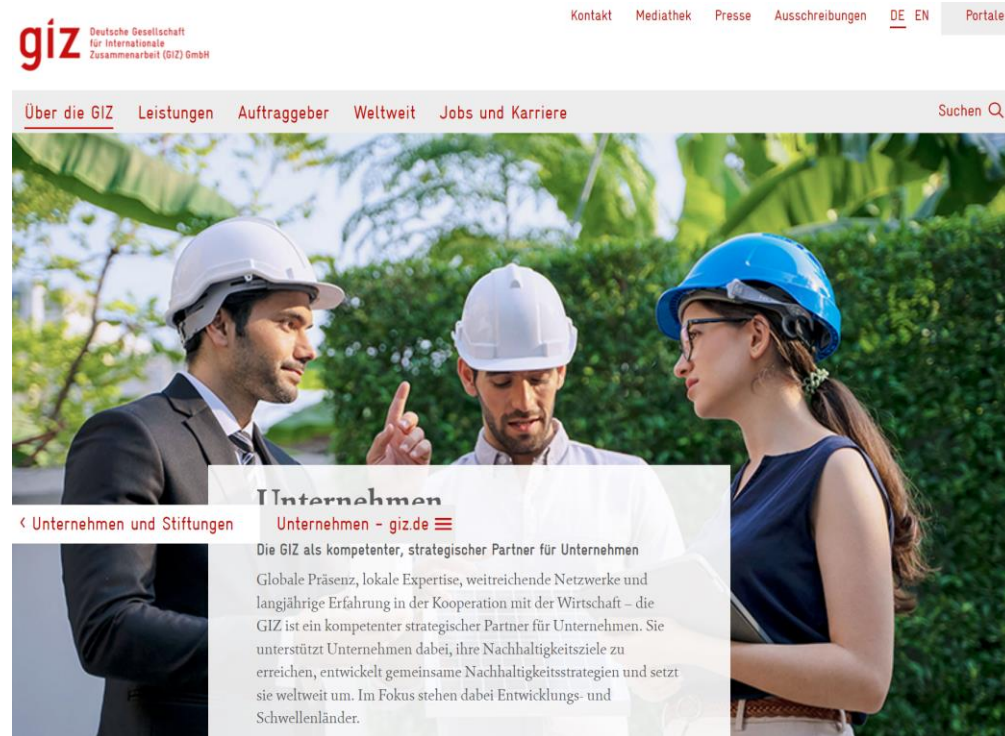 Kontakt Mediathek Presse Ausschreibungen DE EN Portale
giz
Deutsche Gesellschaft
für Internationale
Zusammenarbeit (GIZ) GmbH
Über die GIZ Leistungen Auftraggeber Weltweit Jobs und Karriere Suchen
Unternehmen
< Unternehmen und Stiftungen Unternehmen - giz.de
Die GIZ als kompetenter, strategischer Partner für Unternehmen
Globale Präsenz, lokale Expertise, weitreichende Netzwerke und
langjährige Erfahrung in der Kooperation mit der Wirtschaft – die
GIZ ist ein kompetenter strategischer Partner für Unternehmen. Sie
unterstützt Unternehmen dabei, ihre Nachhaltigkeitsziele zu
erreichen, entwickelt gemeinsame Nachhaltigkeitsstrategien und setzt
sie weltweit um. Im Fokus stehen dabei Entwicklungs- und
Schwellenländer.